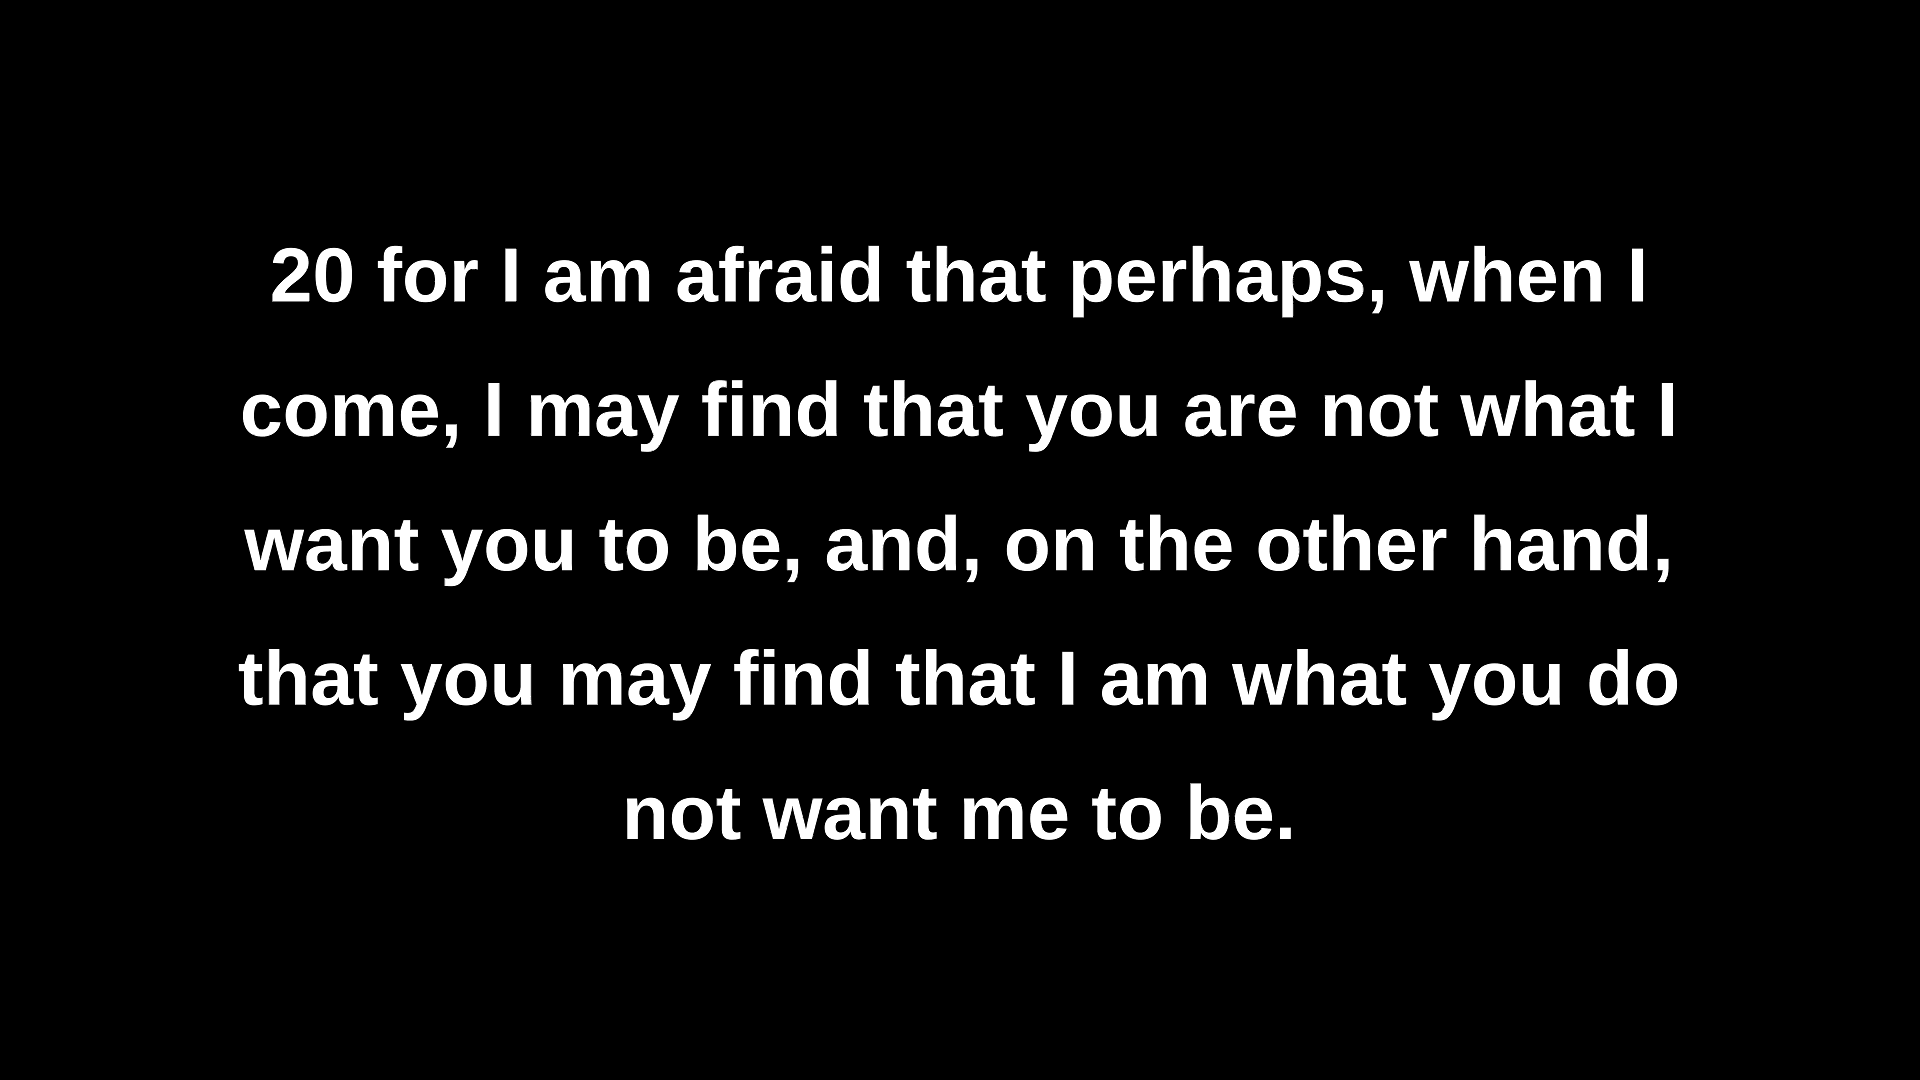 20 for I am afraid that perhaps, when I
come, I may find that you are not what I
want you to be, and, on the other hand,
that you may find that I am what you do
not want me to be.